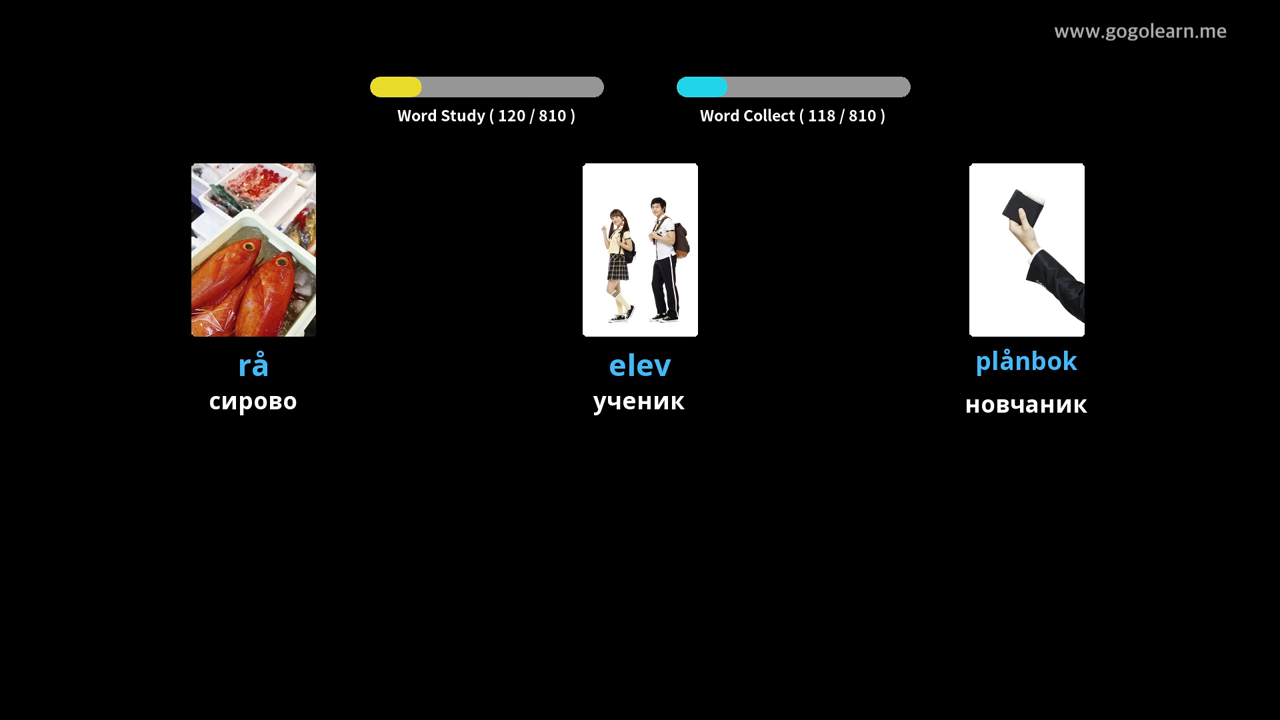 www.gogolearn.me
Word Study ( 120 / 810 )
Word Collect ( 118 / 810 )
rå
сирово
elev
ученик
plånbok
новчаник